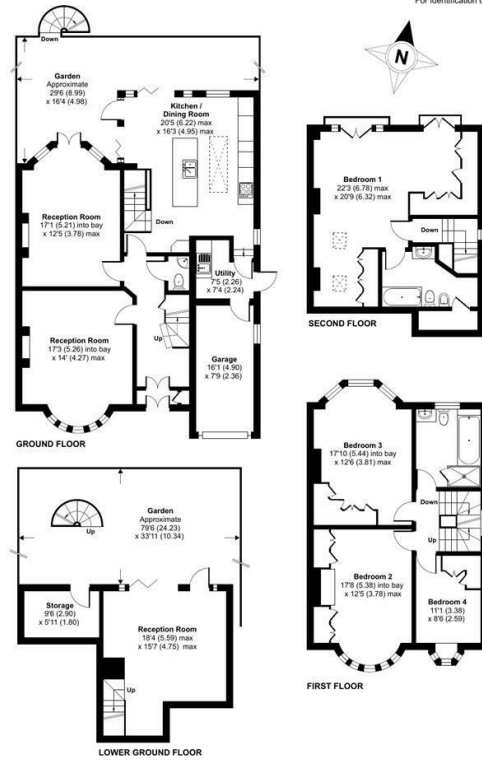 For identification o
Down
Garden
Approximate
29'6 (8.99)
x 16'4 (4.98)
Kitchen /
Dining Room
20'5 (6.22) max
x 16'3 (4.95) max
Reception Room
17'1 (5.21) into bay
x 12'5 (3.78) max
Down
Utility
7'5 (2.26)
x 7'4 (2.24)
Reception Room
17'3 (5.26) into bay
x 14' (4.27) max
Up
Garage
16'1 (4.90)
x 7'9 (2.36)
GROUND FLOOR
N
Bedroom 1
22'3 (6.78) max
x 20'9 (6.32) max
Down
SECOND FLOOR
Garden
Approximate
79'6 (24.23)
x 33'11 (10.34)
Up
Storage
9'6 (2.90)
x 5'11 (1.80)
Reception Room
18'4 (5.59) max
x 15'7 (4.75) max
Up
LOWER GROUND FLOOR
Bedroom 3
17'10 (5.44) into bay
x 12'6 (3.81) max
Down
Up
Bedroom 2
17'8 (5.38) into bay
x 12'5 (3.78) max
Bedroom 4
11'1 (3.38)
x 8'6 (2.59)
FIRST FLOOR